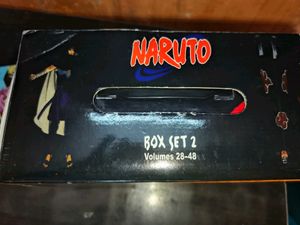 NARUTO
BOX SET 2
Volumes 28-48